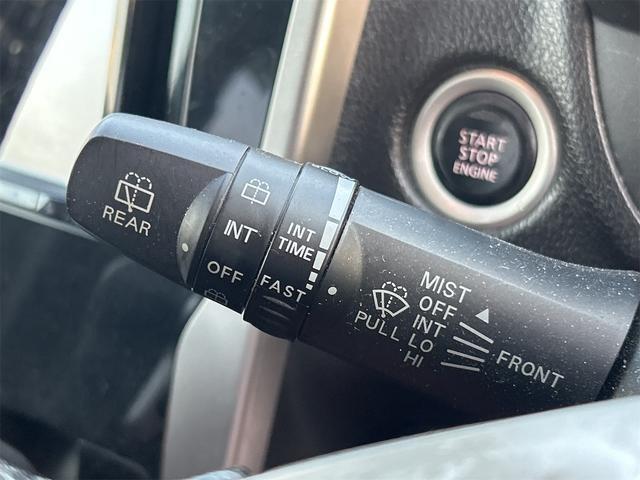 START
STOP
ENGINE
REAR
INT
OFF
INT
TIME
FAST
MIST
OFF
INT
LO
HI
PULL
FRONT